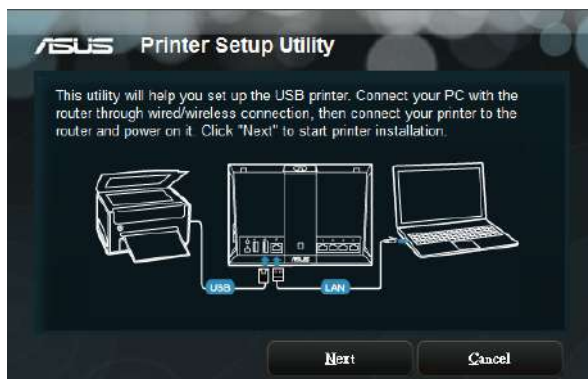 ASUS Printer Setup Utility
This utility will help you set up the USB printer. Connect your PC with the
router through wired/wireless connection, then connect your printer to the
router and power on it. Click "Next" to start printer installation.
ASUS
USB
LAN
Next
Cancel